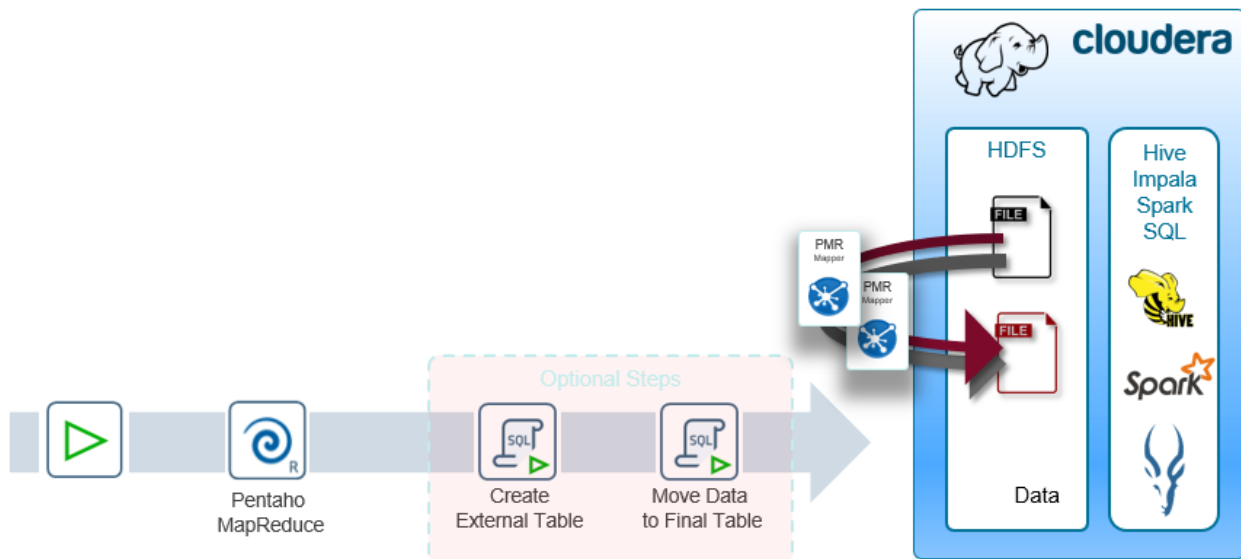 cloudera
HDFS
Hive
Impala
Spark
SQL
FILE
PMR
Mapper
PMR
Mapper
HIVE
FILE
Optional Steps
Spark
SQL
SQL
R
Pentaho
MapReduce
Create
External Table
Move Data
to Final Table
Data